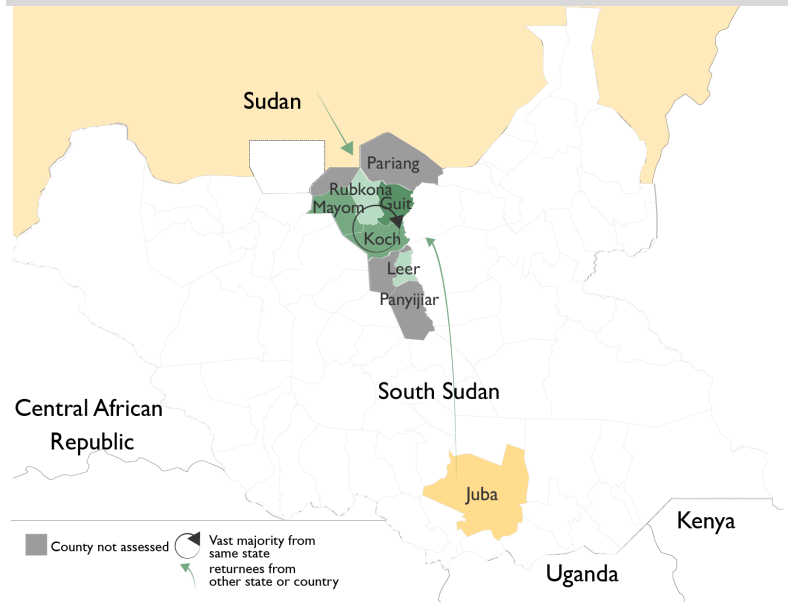 Sudan
Pariang
Rubkona
Mayom
Guit
Koch
Leer
Panyijiar
South Sudan
Central African
Republic
Juba
Kenya
Uganda
County not assessed
Vast majority from
same state
returnees from
other state or country